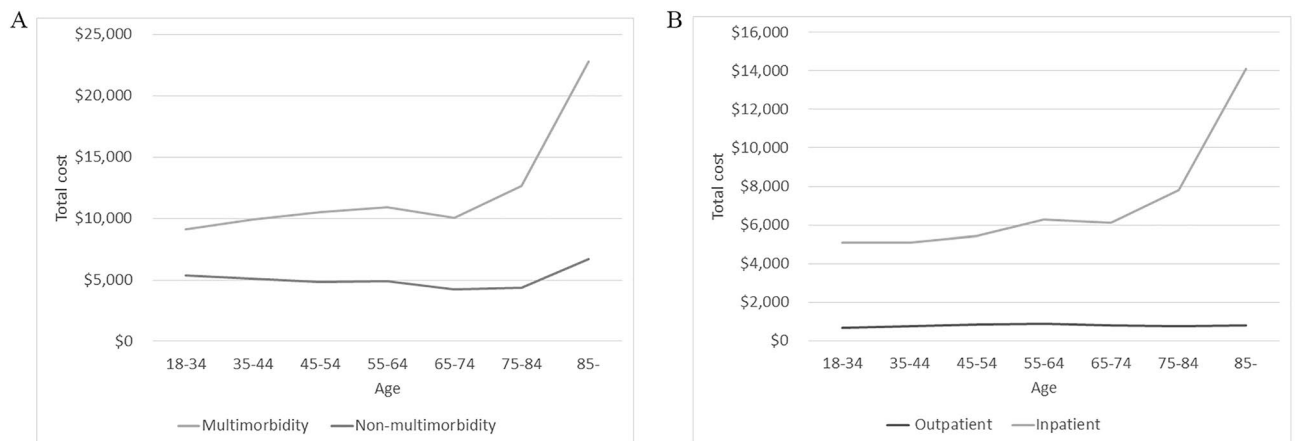 A
$25,000
$20,000
$15,000
$10,000
$5,000
$0
Total cost
18-34 35-44 45-54 55-64 65-74 75-84 85-
Age
Multimorbidity Non-multimorbidity
B
$16,000
$14,000
$12,000
$10,000
$8,000
$6,000
$4,000
$2,000
$0
Total cost
18-34 35-44 45-54 55-64 65-74 75-84 85-
Age
Outpatient Inpatient